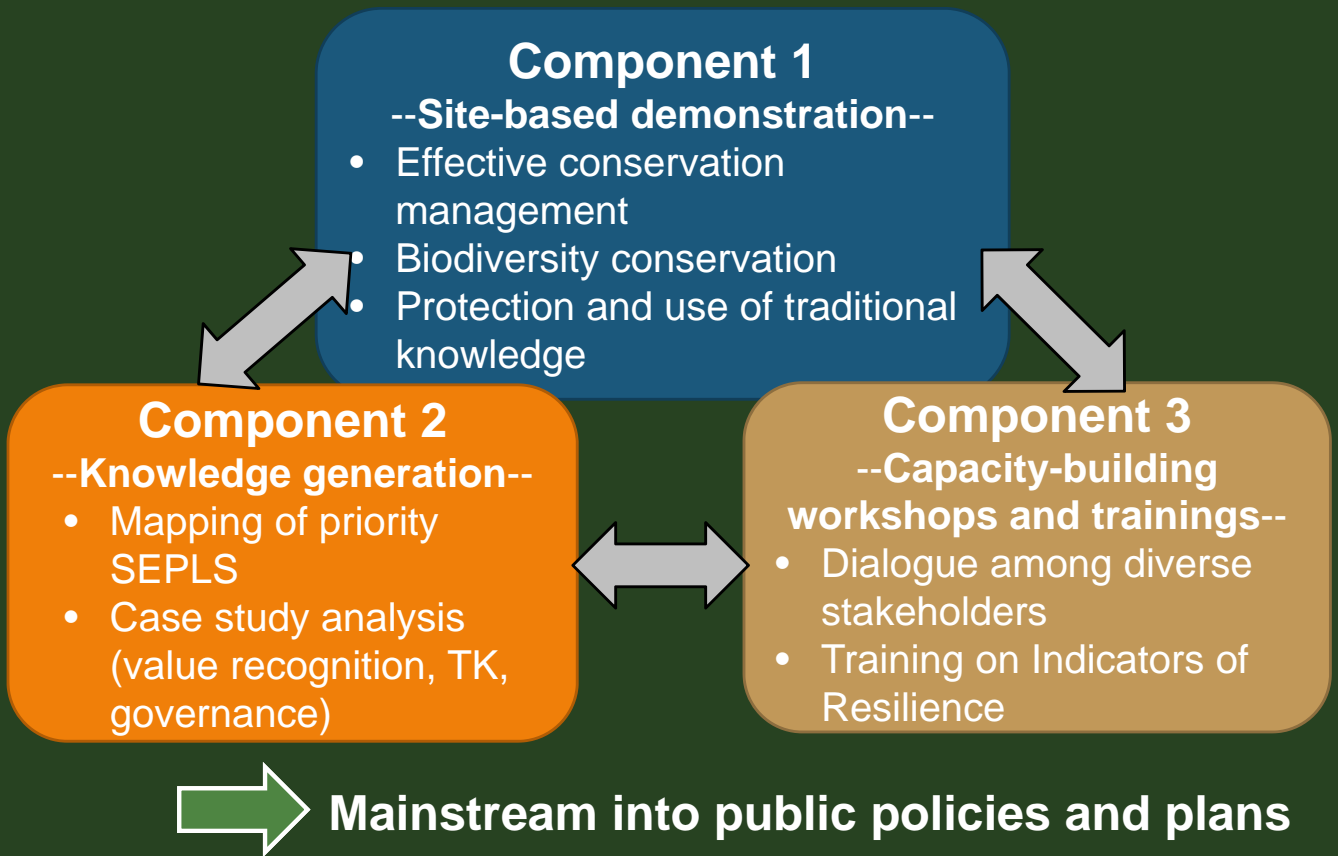 Component 1
--Site-based demonstration--
• Effective conservation
management
• Biodiversity conservation
• Protection and use of traditional
knowledge
Component 2
--Knowledge generation--
• Mapping of priority
SEPLS
• Case study analysis
(value recognition, TK,
governance)
Component 3
--Capacity-building
workshops and trainings--
• Dialogue among diverse
stakeholders
• Training on Indicators of
Resilience
Mainstream into public policies and plans